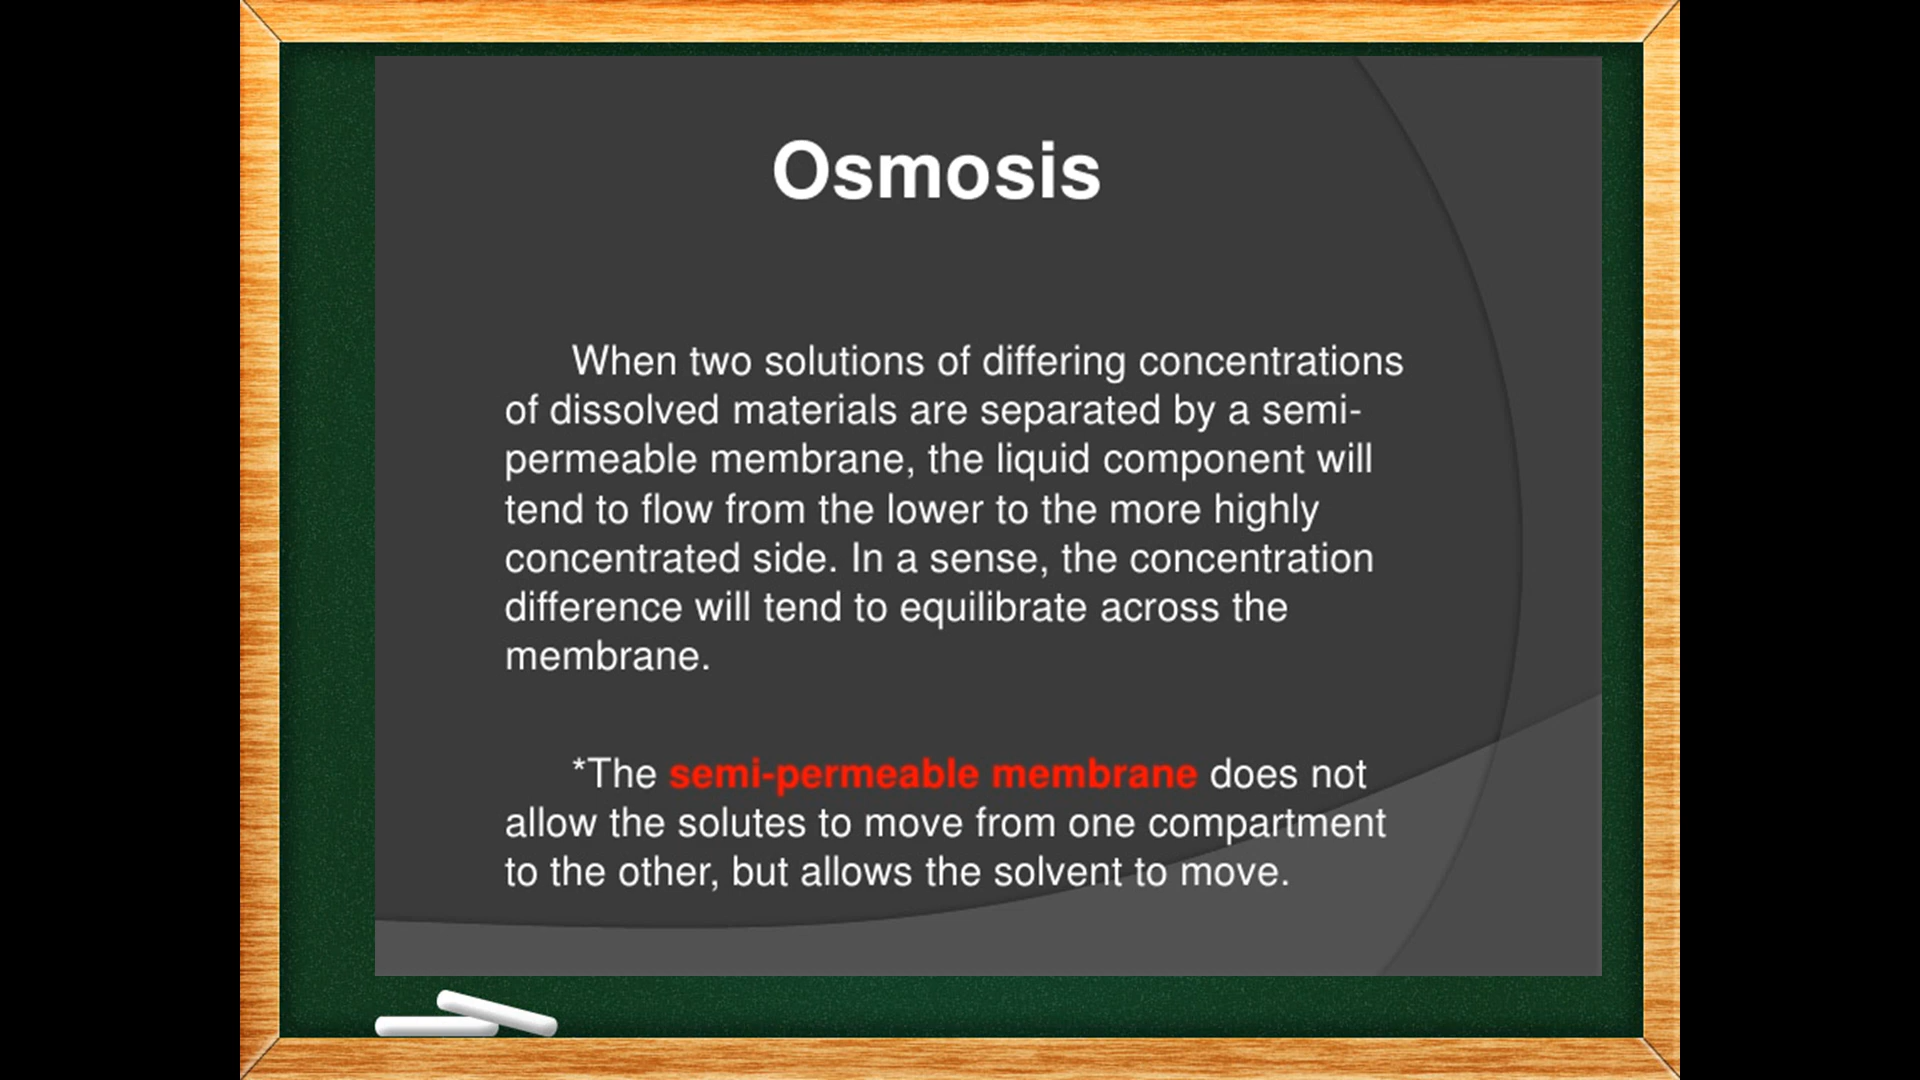 Osmosis
When two solutions of differing concentrations
of dissolved materials are separated by a semi-
permeable membrane, the liquid component will
tend to flow from the lower to the more highly
concentrated side. In a sense, the concentration
difference will tend to equilibrate across the
membrane.
*The semi-permeable membrane does not
allow the solutes to move from one compartment
to the other, but allows the solvent to move.